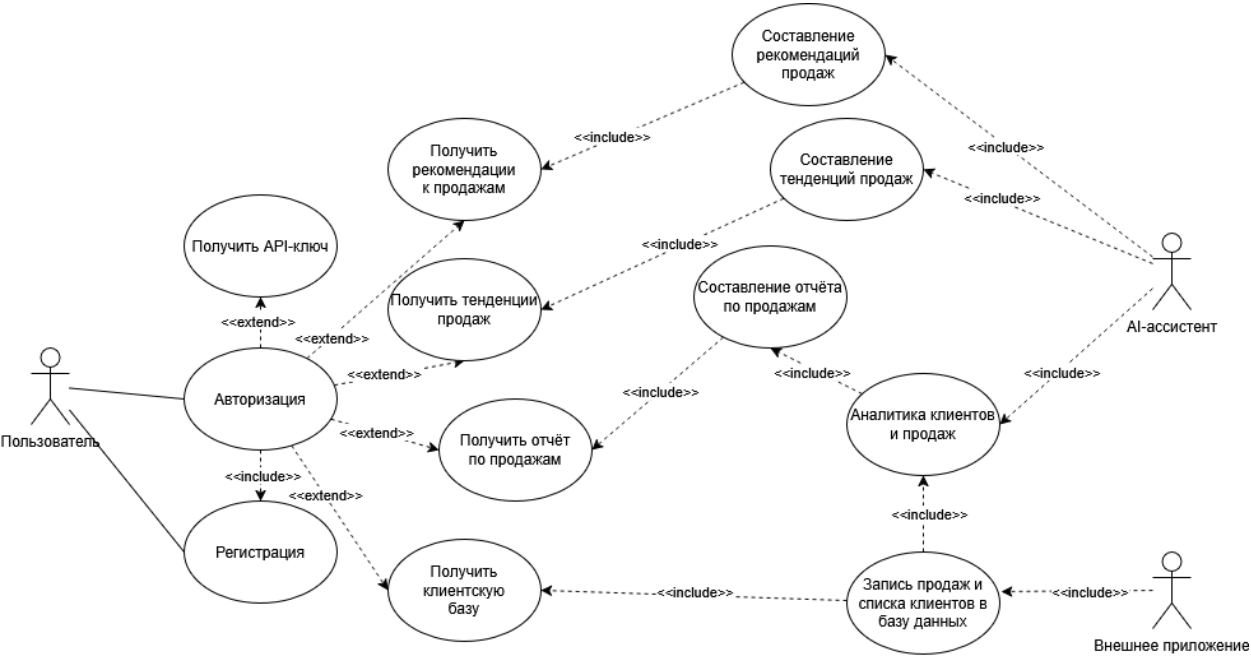 Составление
рекомендаций
продаж
<<include>>
<<include>>
Получить
рекомендации
к продажам
Составление
тенденций продаж
<<include>>
Получить API-ключ
<<include>>
Составление отчёта
по продажам
Получить тенденции
продаж
AI-ассистент
<<extend>>
<<extend>>
<<extend>>
<<include>>
<<include>>
<<include>>
Авторизация
Пользователь
<<extend>>
Получить отчёт
по продажам
Аналитика клиентов
и продаж
<<include>>
<<extend>>
<<include>>
Регистрация
Получить
клиентскую
базу
<<include>>
Запись продаж и
списка клиентов в
базу данных
<<include>>
Внешнее приложение